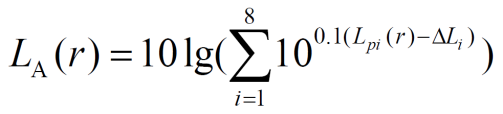 L_A(r) = 10 lg(∑_{i=1}^{8} 10^{0.1(L_{pi}(r)−ΔL_i)})